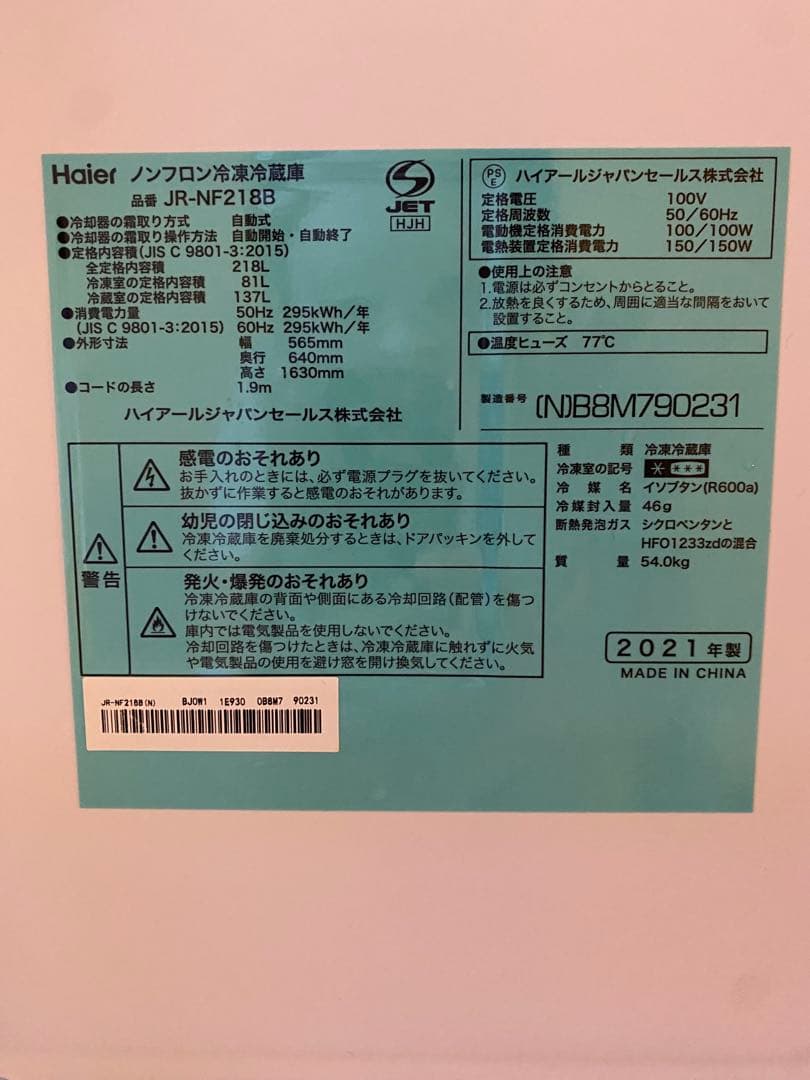 Haier ノンフロン冷凍冷蔵庫
品番 JR-NF218B
●冷却器の霜取り方式 自動式
●冷却器の霜取り操作方法 自動開始・自動終了
●定格内容積(JIS C 9801-3:2015)
全定格内容積 218L
冷凍室の定格内容積 81L
冷蔵室の定格内容積 137L
●消費電力量 50Hz 295kWh/年
(JIS C 9801-3:2015) 60Hz 295kWh/年
●外形寸法 幅 565mm
奥行 640mm
高さ 1630mm
●コードの長さ 1.9m
ハイアールジャパンセールス株式会社
S
JET
HJH
PS
E ハイアールジャパンセールス株式会社
定格電圧 100V
定格周波数 50/60Hz
電動機定格消費電力 100/100W
電熱装置定格消費電力 150/150W
●使用上の注意
1.電源は必ずコンセントからとること。
2.放熱を良くするため、周囲に適当な間隔をおいて
設置すること。
●温度ヒューズ 77℃
製造番号 (N)B8M790231
警告
感電のおそれあり
お手入れのときには、必ず電源プラグを抜いてください。
抜かずに作業すると感電のおそれがあります。
幼児の閉じ込みのおそれあり
冷凍冷蔵庫を廃棄処分するときは、ドアパッキンを外して
ください。
発火・爆発のおそれあり
冷凍冷蔵庫の背面や側面にある冷却回路(配管)を傷つ
けないでください。
庫内では電気製品を使用しないでください。
冷却回路を傷つけたときは、冷凍冷蔵庫に触れずに火気
や電気製品の使用を避け窓を開け換気してください。
種類 冷凍冷蔵庫
冷凍室の記号 * ***
冷媒名 イソブタン(R600a)
冷媒封入量 46g
断熱発泡ガス シクロペンタンと
HFO1233zdの混合
質量 54.0kg
2021年製
MADE IN CHINA
JR-NF218B(N) BJ0W1 1E930 0B8M7 90231